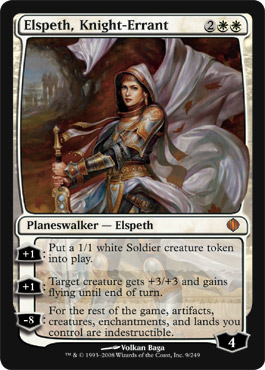 Elspeth, Knight-Errant 2
Planeswalker — Elspeth
+1: Put a 1/1 white Soldier creature token
into play.
+1: Target creature gets +3/+3 and gains
flying until end of turn.
-8: For the rest of the game, artifacts,
creatures, enchantments, and lands you
control are indestructible.
4
Volkan Baga
™ & © 1993-2008 Wizards of the Coast, Inc. 9/249